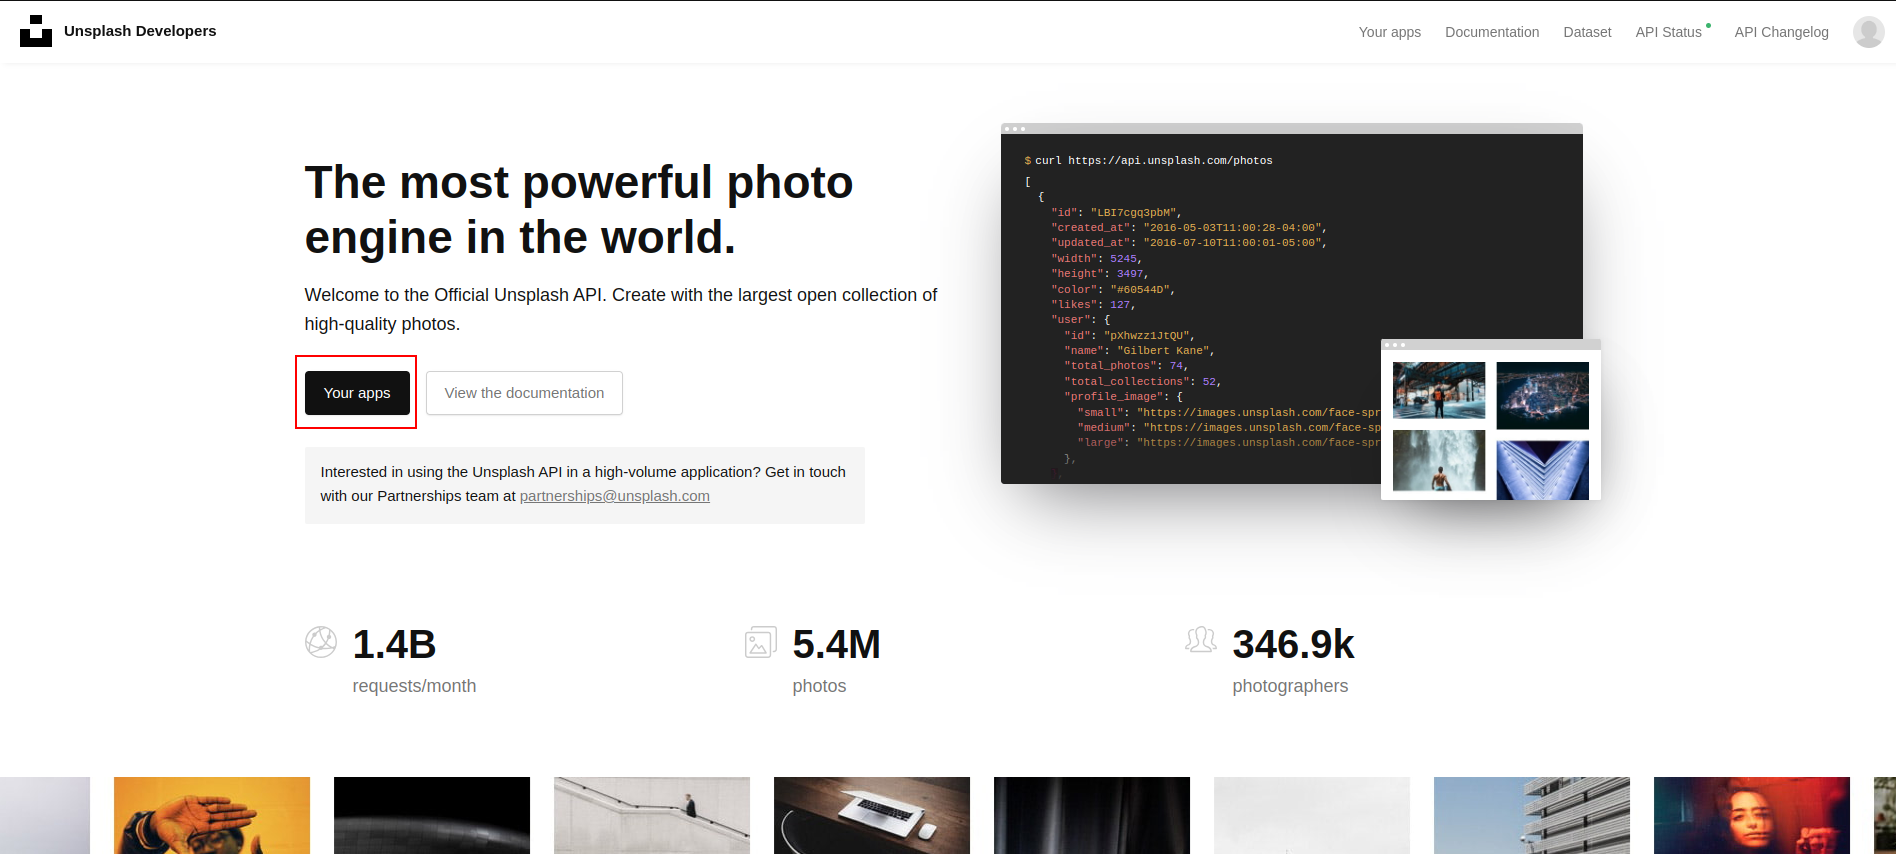 Unsplash Developers
Your apps
Documentation
Dataset
API Status
API Changelog
The most powerful photo
engine in the world.
Welcome to the Official Unsplash API. Create with the largest open collection of
high-quality photos.
Your apps
View the documentation
Interested in using the Unsplash API in a high-volume application? Get in touch
with our Partnerships team at partnerships@unsplash.com
$ curl https://api.unsplash.com/photos
[
{
"id": "LBI7cgq3pbM",
"created_at": "2016-05-03T11:00:28-04:00",
"updated_at": "2016-07-10T11:00:01-05:00",
"width": 5245,
"height": 3497,
"color": "#60544D",
"likes": 127,
"user": {
"id": "pXhwzz1JtQU",
"name": "Gilbert Kane",
"total_photos": 74,
"total_collections": 52,
"profile_image": {
"small": "https://images.unsplash.com/face-spr
"medium": "https://images.unsplash.com/face-sp
"large": "https://images.unsplash.com/face-spr
},
1.4B
requests/month
5.4M
photos
346.9k
photographers